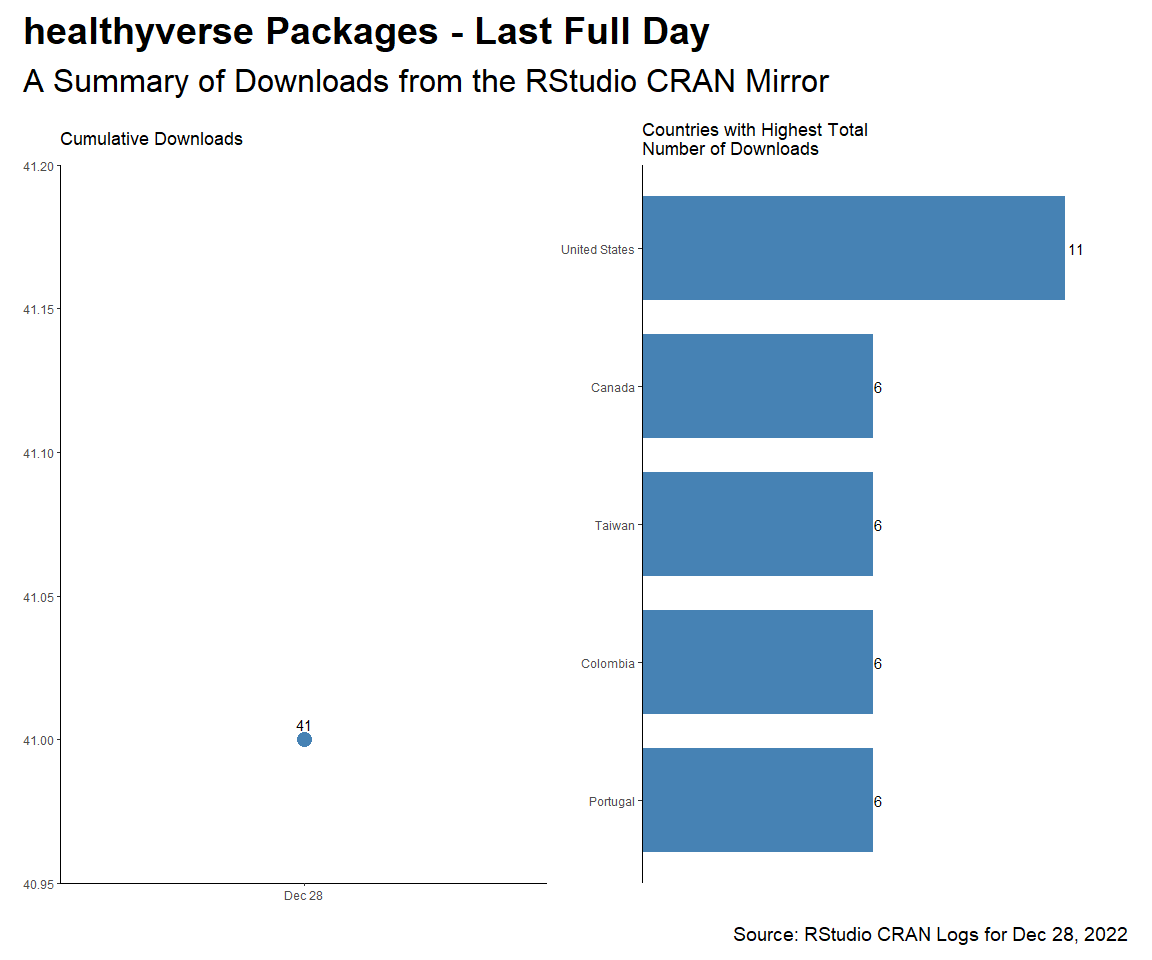 healthyverse Packages - Last Full Day
A Summary of Downloads from the RStudio CRAN Mirror
Cumulative Downloads
41.20
41.15
41.10
41.05
41.00
40.95
41
Dec 28
Countries with Highest Total
Number of Downloads
United States
11
Canada
6
Taiwan
6
Colombia
6
Portugal
6
Source: RStudio CRAN Logs for Dec 28, 2022